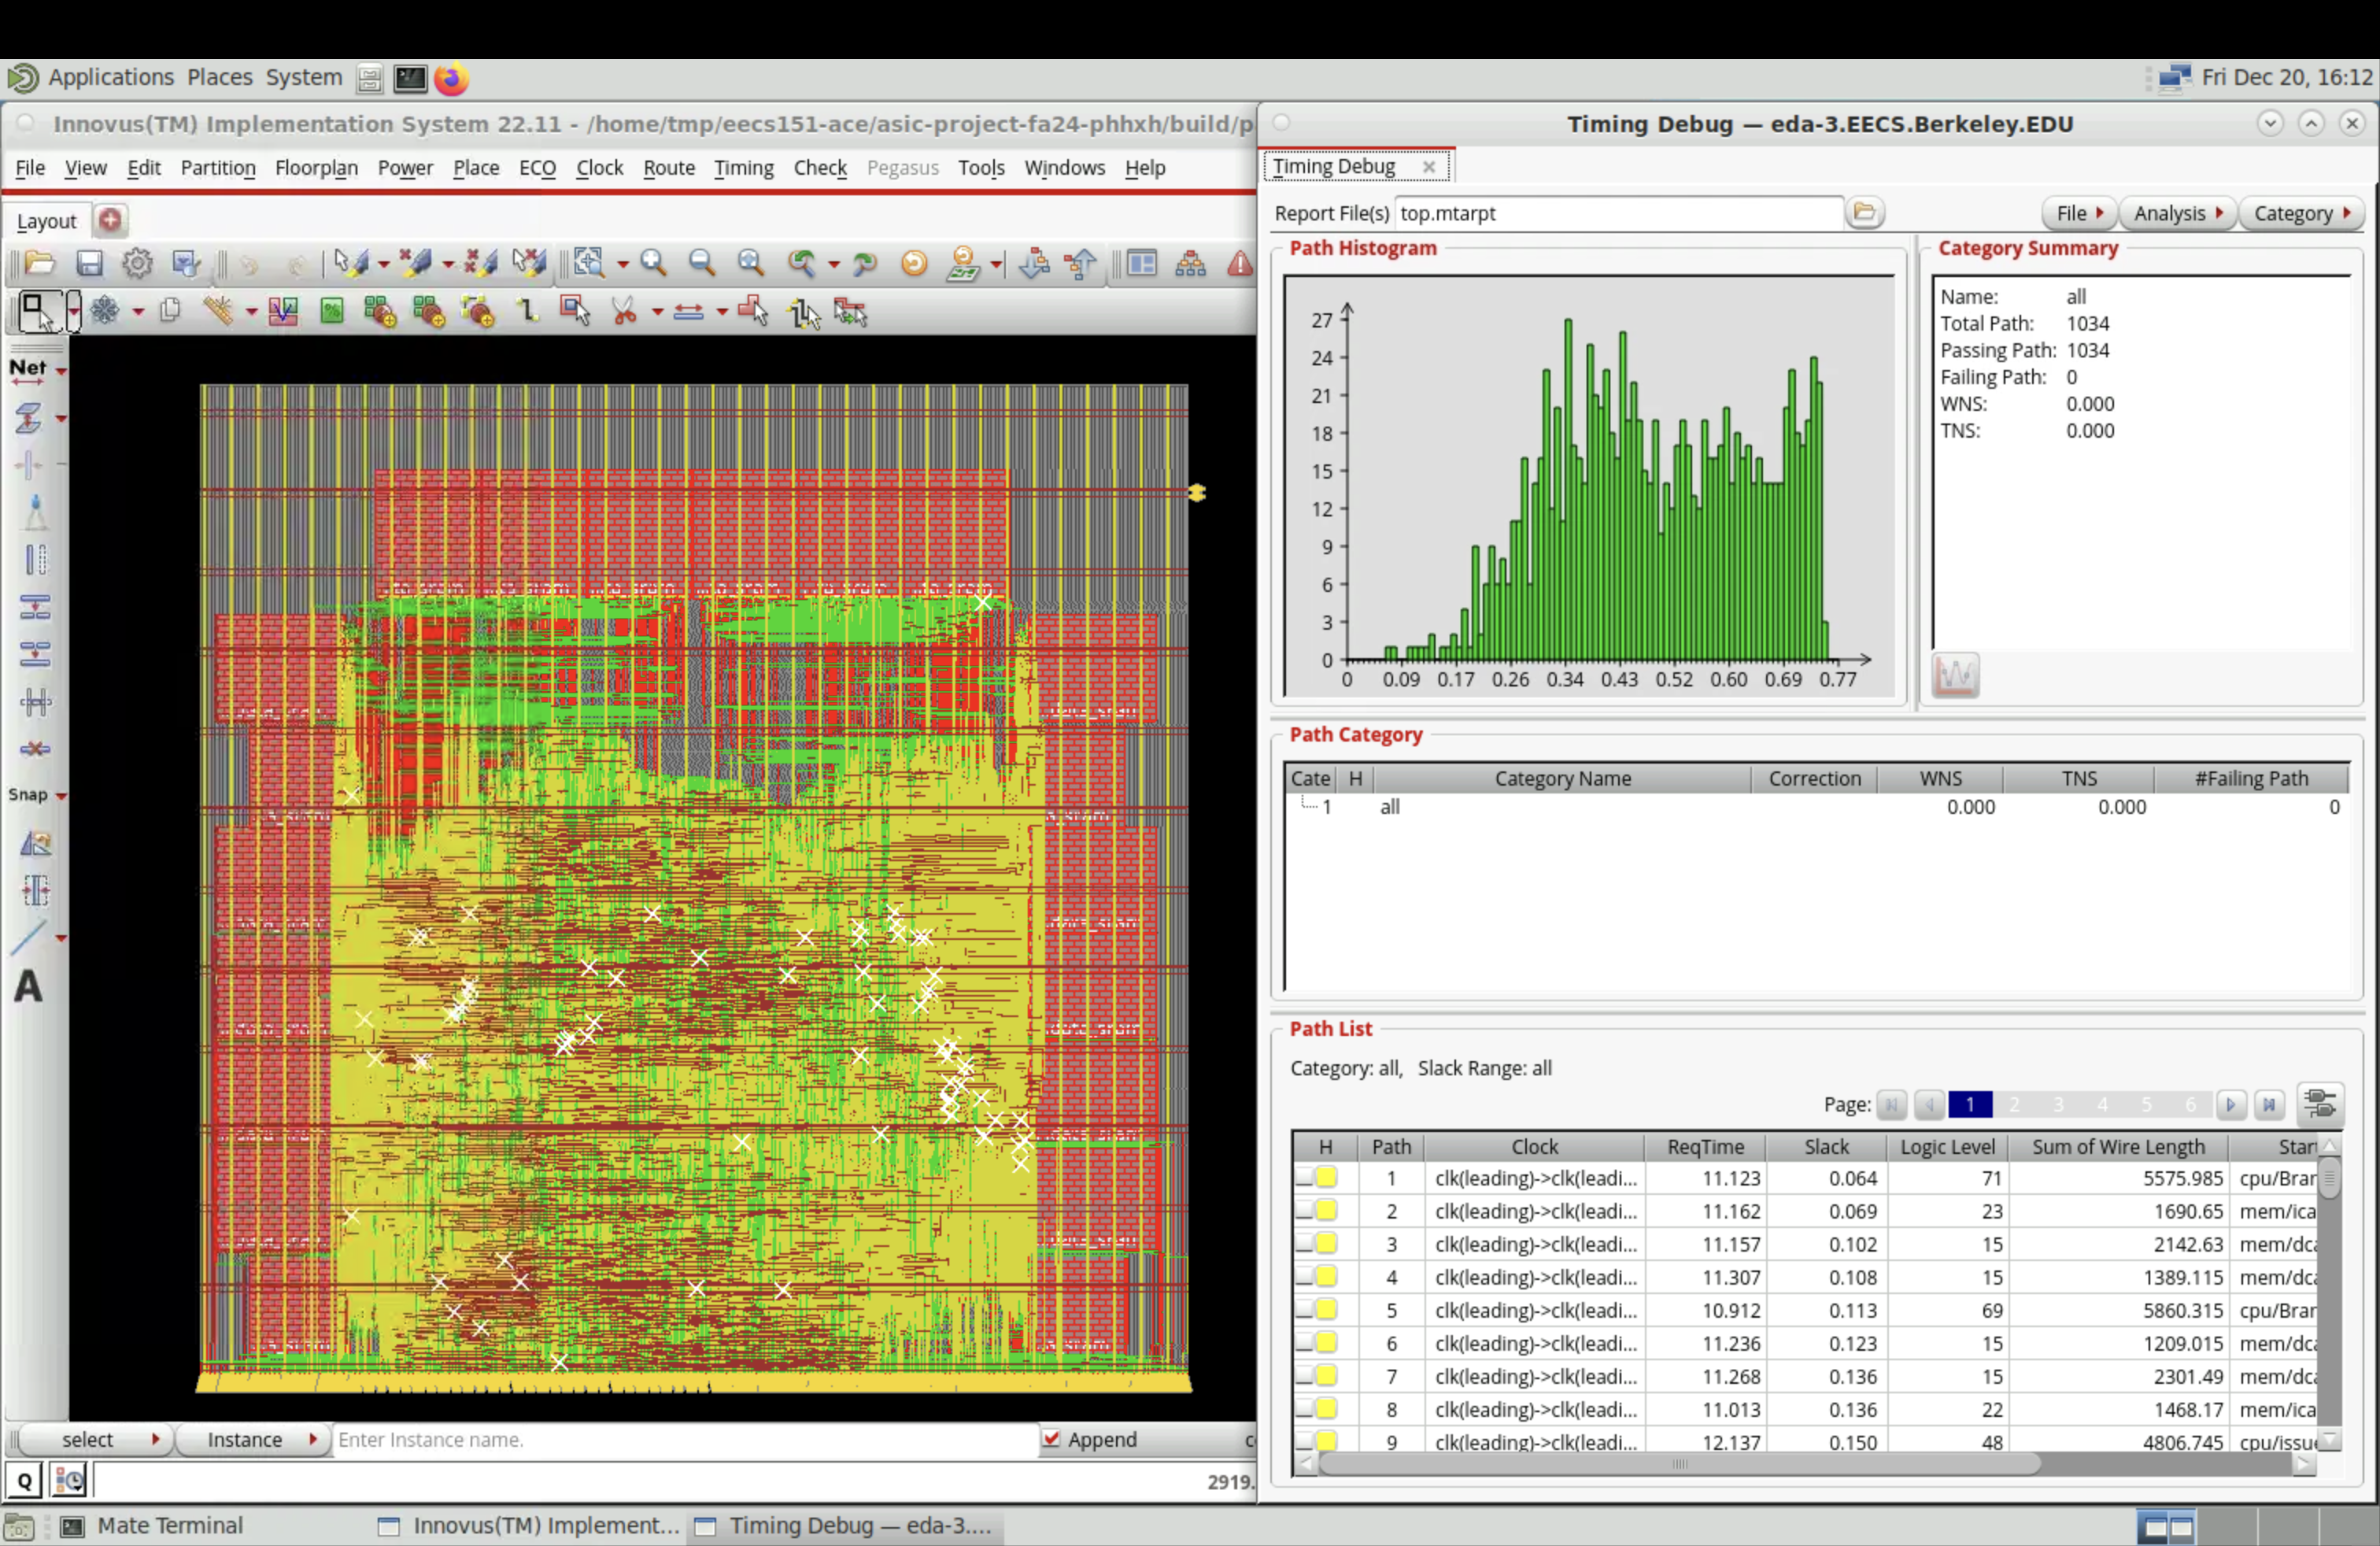 Applications Places System
Fri Dec 20, 16:12
Innovus(TM) Implementation System 22.11 - /home/tmp/eecs151-ace/asic-project-fa24-phhxh/build/p
File View Edit Partition Floorplan Power Place ECO Clock Route Timing Check Pegasus Tools Windows Help
Layout
Net
Snap
A
select Instance Enter Instance name. Append
Q
2919.
Timing Debug — eda-3.EECS.Berkeley.EDU
Timing Debug
Report File(s) top.mtarpt File Analysis Category
Path Histogram
27
24
21
18
15
12
9
6
3
0
0 0.09 0.17 0.26 0.34 0.43 0.52 0.60 0.69 0.77
Category Summary
Name: all
Total Path: 1034
Passing Path: 1034
Failing Path: 0
WNS: 0.000
TNS: 0.000
Path Category
Cate H Category Name Correction WNS TNS #Failing Path
1 all 0.000 0.000 0
Path List
Category: all, Slack Range: all
Page: 1 2 3 4 5 6
H Path Clock ReqTime Slack Logic Level Sum of Wire Length Start
1 clk(leading)->clk(leadi... 11.123 0.064 71 5575.985 cpu/Bran
2 clk(leading)->clk(leadi... 11.162 0.069 23 1690.65 mem/ica
3 clk(leading)->clk(leadi... 11.157 0.102 15 2142.63 mem/dca
4 clk(leading)->clk(leadi... 11.307 0.108 15 1389.115 mem/dca
5 clk(leading)->clk(leadi... 10.912 0.113 69 5860.315 cpu/Bran
6 clk(leading)->clk(leadi... 11.236 0.123 15 1209.015 mem/dca
7 clk(leading)->clk(leadi... 11.268 0.136 15 2301.49 mem/dca
8 clk(leading)->clk(leadi... 11.013 0.136 22 1468.17 mem/ica
9 clk(leading)->clk(leadi... 12.137 0.150 48 4806.745 cpu/issue
Mate Terminal Innovus(TM) Implement... Timing Debug — eda-3....